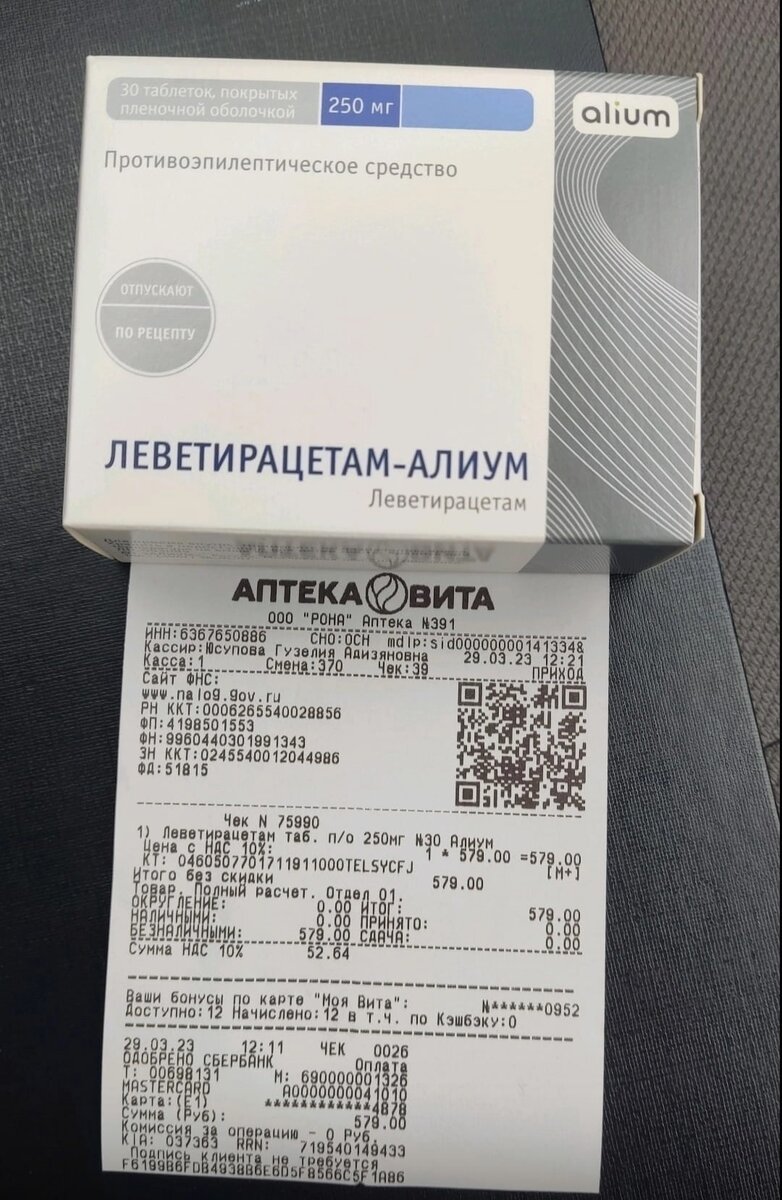 30 таблеток, покрытых
пленочной оболочкой
250 мг
alium
Противоэпилептическое средство
ОТПУСКАЮТ
ПО РЕЦЕПТУ
ЛЕВЕТИРАЦЕТАМ-АЛИУМ
Леветирацетам
АПТЕКА ВИТА
ООО "РОНА" Аптека №391
ИНН:6367650886 СНО:ОСН mdlp:sid00000000141334&
Кассир:Юсупова Гузелия Адизяновна 29.03.23 12:21
Касса:1 Смена:370 Чек:39 ПРИХОД
Сайт ФНС:
www.nalog.gov.ru
РН ККТ:0006265540028856
ФП:4198501553
ФН:9960440301991343
ЗН ККТ:0245540012044986
ФД:51815
Чек N 75990
1) Леветирацетам таб. п/о 250мг №30 Алиум
Цена с НДС 10%: 1 * 579.00 =579.00
КТ: 0460507701711911000TELSYCFJ [М+]
Итого без скидки 579.00
Товар. Полный расчет. Отдел 01.
ОКРУГЛЕНИЕ: 0.00 ИТОГ: 579.00
НАЛИЧНЫМИ: 0.00 ПРИНЯТО: 0.00
БЕЗНАЛИЧНЫМИ: 579.00 СДАЧА: 0.00
Сумма НДС 10% 52.64
Ваши бонусы по карте "Моя Вита": N******0952
Доступно:12 Начислено:12 в т.ч. по Кэшбэку:0
29.03.23 12:11 ЧЕК 0026
ОДОБРЕНО СБЕРБАНК Оплата
Т: 00698131 М: 690000001326
MASTERCARD A0000000041010
Карта:(E1) ************4878
Сумма (Руб): 579.00
Комиссия за операцию - 0 Руб.
К/А: 037363 RRN: 719540149433
Подпись клиента не требуется
F6199B6FDB4938B6E6D5F8566C5F1A86